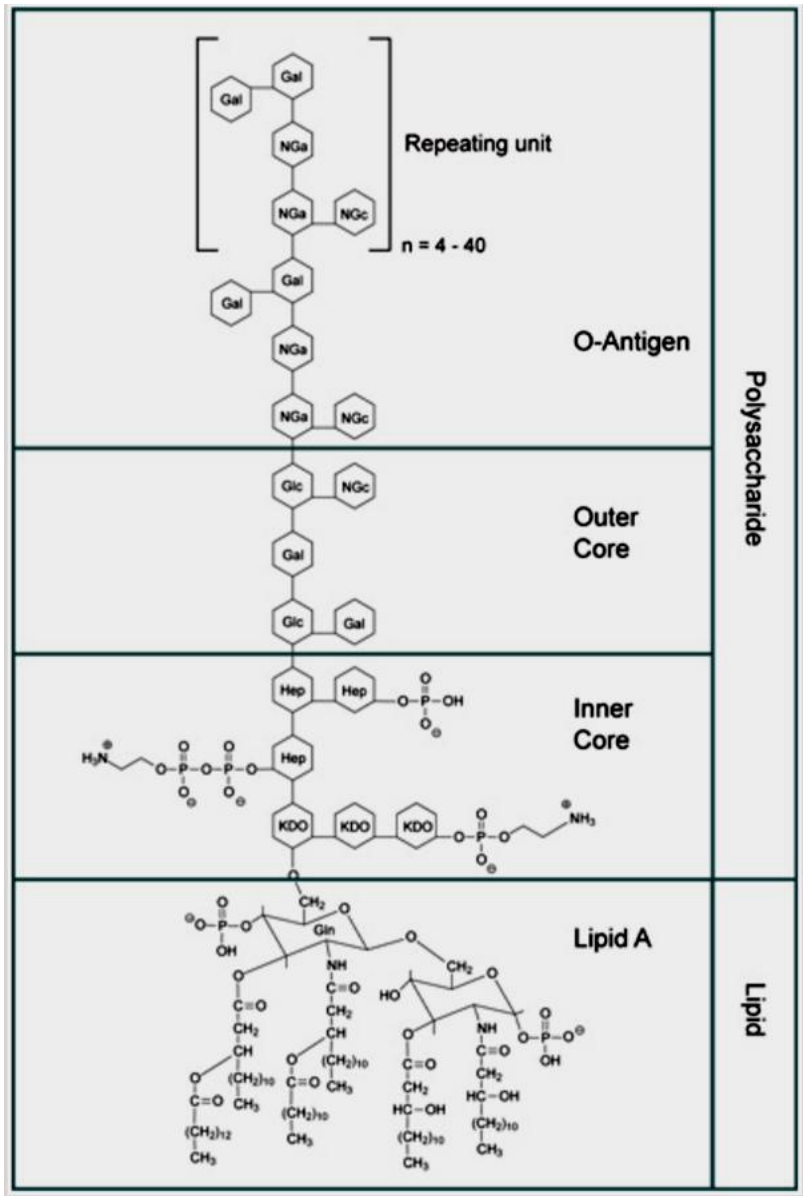 Gal
Gal
NGa
Repeating unit
NGa
NGc
n = 4 - 40
Gal
Gal
O-Antigen
NGa
NGa
NGc
Polysaccharide
Glc
NGc
Outer
Core
Gal
Glc
Gal
Hep
Hep
O
O–P–OH
O
⊖
Inner
Core
H₃N
⊕
O
O
Hep
O–P–O–P–O
O
⊖
O
⊖
KDO
KDO
KDO
O
O–P–O
O
⊖
⊕
NH₃
O
CH₂
O
⊖O–P–O
OH
O
Gln
O
Lipid A
NH
CH₂
O
HO
O
C=O
CH₂
CH
(CH₂)₁₀
CH₃
O
C=O
(CH₂)₁₂
CH₃
C=O
CH₂
CH
(CH₂)₁₀
CH₃
O
C=O
(CH₂)₁₀
CH₃
O
C=O
CH₂
HC–OH
(CH₂)₁₀
CH₃
NH
C=O
CH₂
HC–OH
(CH₂)₁₀
CH₃
O
O–P–O⊖
OH
Lipid